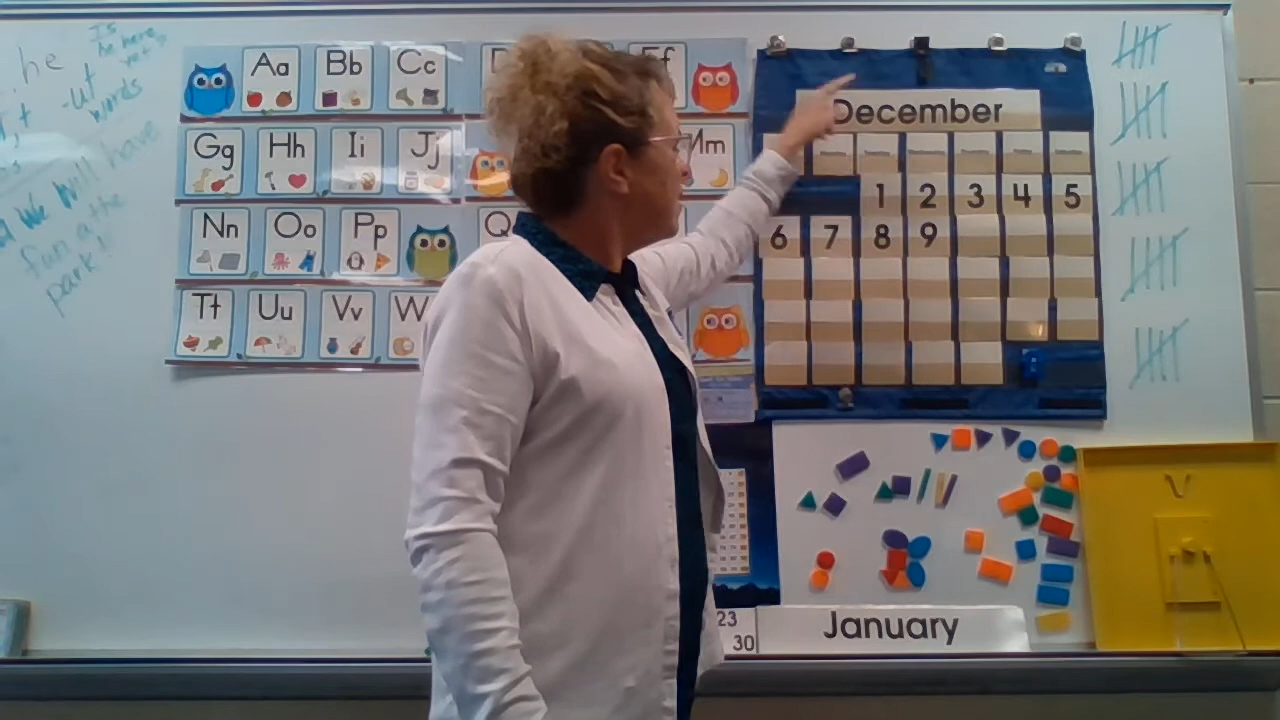 he
Is
he here
yet?
-ut
words
We will have
fun at the
park!
Aa Bb Cc Ff
Gg Hh Ii Jj Mm
Nn Oo Pp
Tt Uu Vv W
December
1 2 3 4 5
6 7 8 9
23
30
January